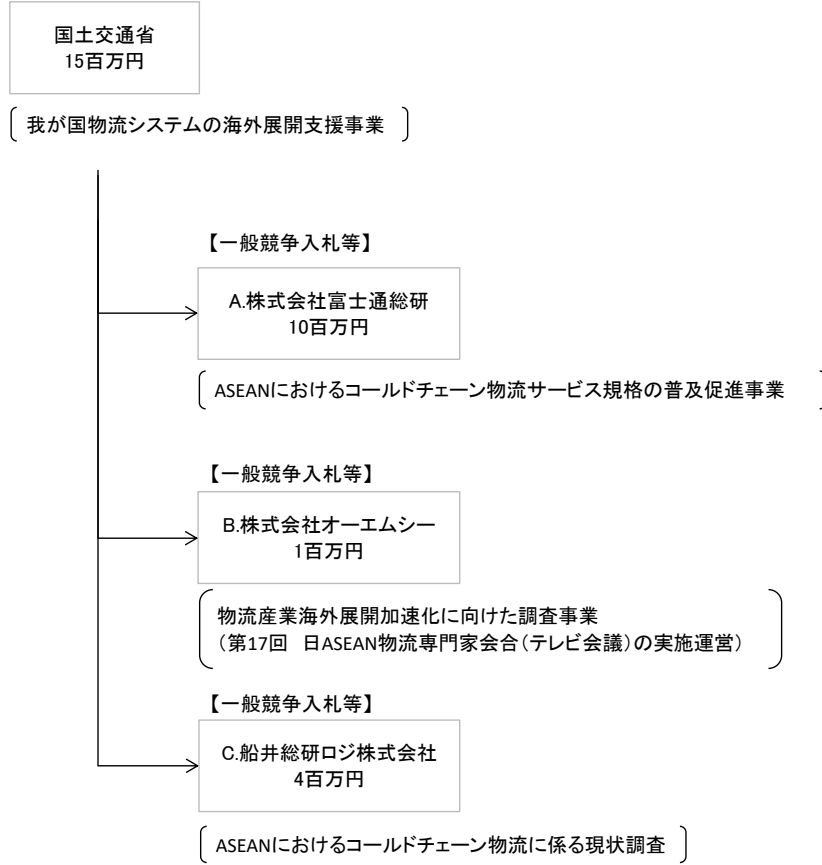 国土交通省
15百万円
我が国物流システムの海外展開支援事業
【一般競争入札等】
A.株式会社富士通総研
10百万円
ASEANにおけるコールドチェーン物流サービス規格の普及促進事業
【一般競争入札等】
B.株式会社オーエムシー
1百万円
物流産業海外展開加速化に向けた調査事業
（第17回　日ASEAN物流専門家会合（テレビ会議）の実施運営）
【一般競争入札等】
C.船井総研ロジ株式会社
4百万円
ASEANにおけるコールドチェーン物流に係る現状調査